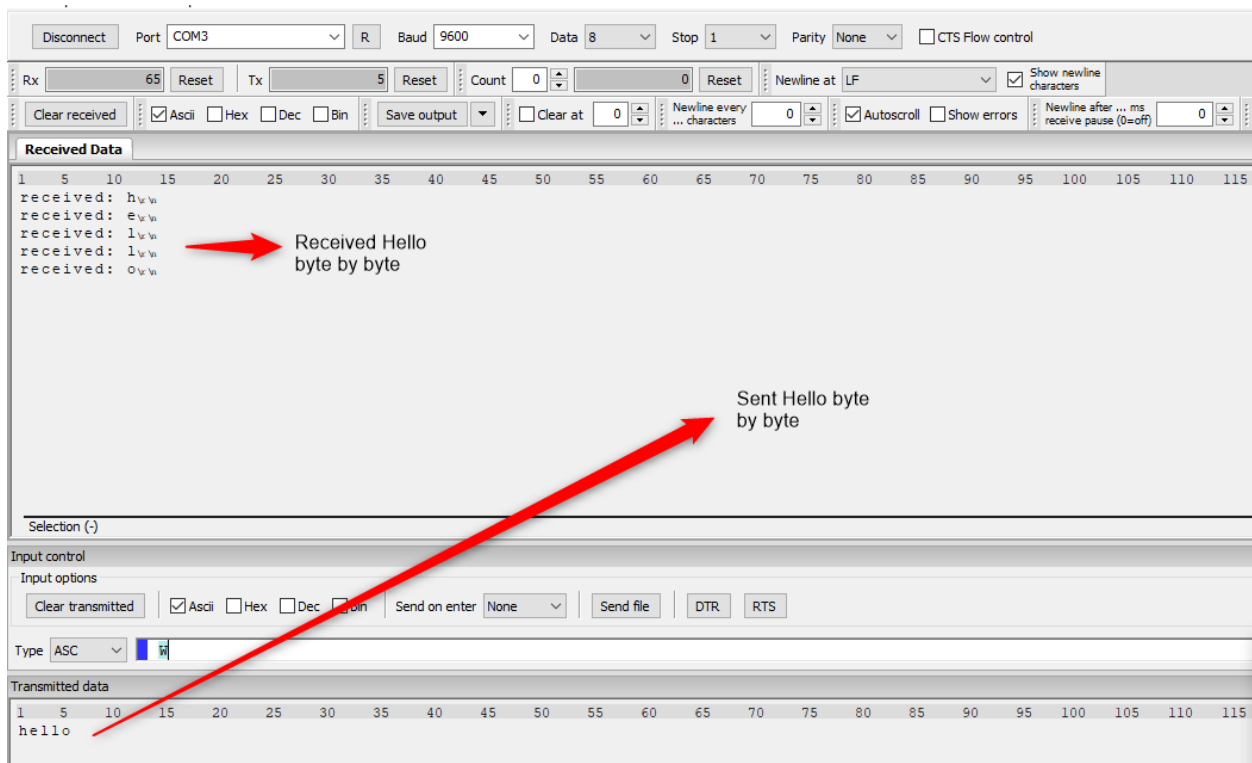 Disconnect Port COM3 R Baud 9600 Data 8 Stop 1 Parity None CTS Flow control
Rx 65 Reset Tx 5 Reset Count 0 0 Reset Newline at LF Show newline characters
Clear received Ascii Hex Dec Bin Save output Clear at 0 Newline every ... characters 0 Autoscroll Show errors Newline after ... ms receive pause (0=off) 0
Received Data
1 5 10 15 20 25 30 35 40 45 50 55 60 65 70 75 80 85 90 95 100 105 110 115
received: h\r\n
received: e\r\n
received: l\r\n
received: l\r\n
received: o\r\n
Received Hello
byte by byte
Sent Hello byte
by byte
Selection (-)
Input control
Input options
Clear transmitted Ascii Hex Dec Bin Send on enter None Send file DTR RTS
Type ASC W
Transmitted data
1 5 10 15 20 25 30 35 40 45 50 55 60 65 70 75 80 85 90 95 100 105 110 115
hello